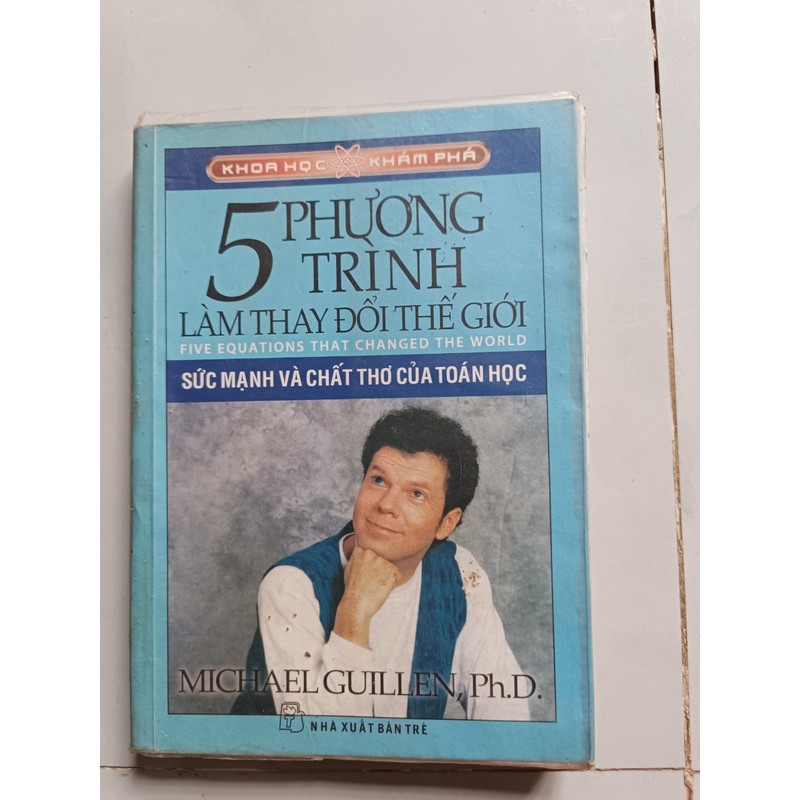 KHOA HỌC KHÁM PHÁ
5 PHƯƠNG
TRÌNH
LÀM THAY ĐỔI THẾ GIỚI
FIVE EQUATIONS THAT CHANGED THE WORLD
SỨC MẠNH VÀ CHẤT THƠ CỦA TOÁN HỌC
MICHAEL GUILLEN, Ph.D.
NHÀ XUẤT BẢN TRẺ